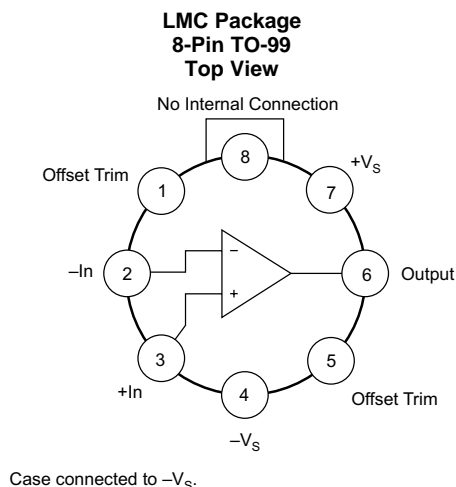 LMC Package
8-Pin TO-99
Top View
No Internal Connection
8
Offset Trim
1
+VS
7
–In
2
–
+
6
Output
3
+In
5
Offset Trim
4
–VS
Case connected to –VS.